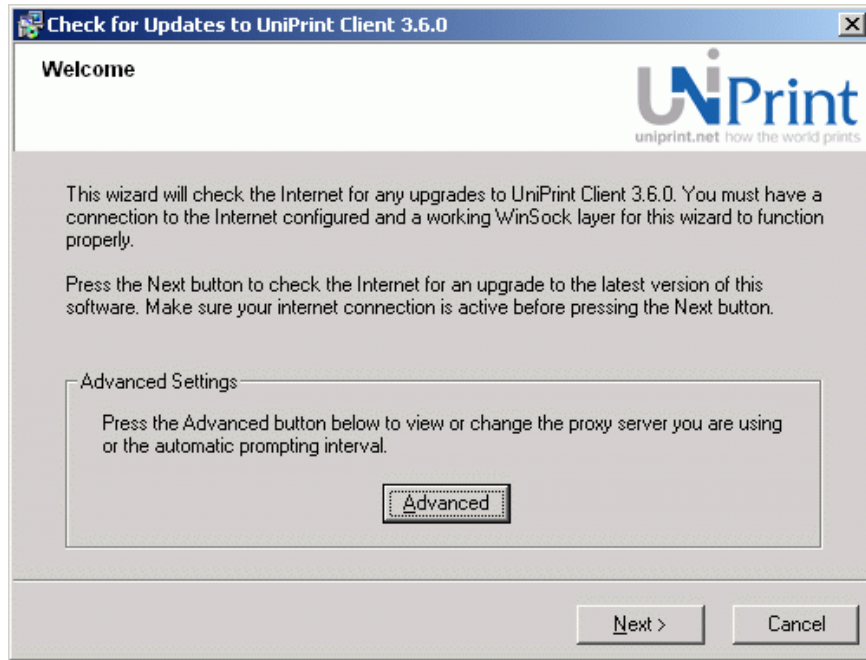 Check for Updates to UniPrint Client 3.6.0
Welcome
UNiPrint
uniprint.net how the world prints
This wizard will check the Internet for any upgrades to UniPrint Client 3.6.0. You must have a
connection to the Internet configured and a working WinSock layer for this wizard to function
properly.
Press the Next button to check the Internet for an upgrade to the latest version of this
software. Make sure your internet connection is active before pressing the Next button.
Advanced Settings
Press the Advanced button below to view or change the proxy server you are using
or the automatic prompting interval.
Advanced
Next >
Cancel